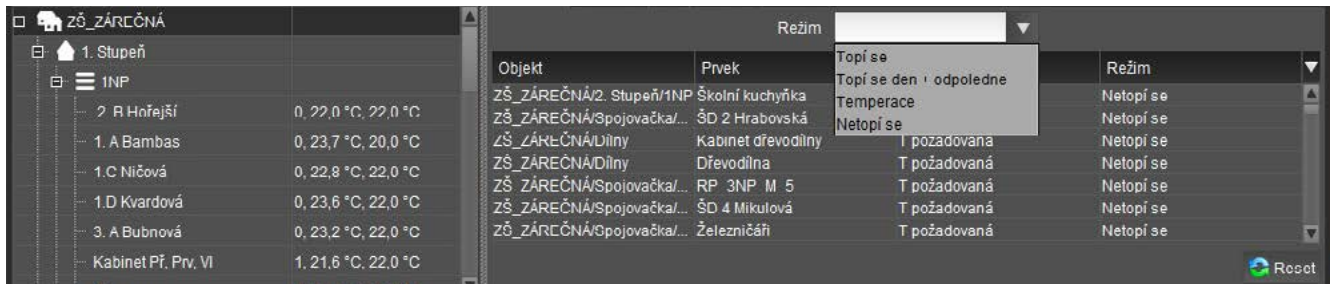 ZŠ_ZÁREČNÁ
1. Stupeň
1NP
2. B Hořejší 0, 22,0 °C, 22,0 °C
1. A Bambas 0, 23,7 °C, 20,0 °C
1.C Ničová 0, 22,8 °C, 22,0 °C
1.D Kvardová 0, 23,6 °C, 22,0 °C
3. A Bubnová 0, 23,2 °C, 22,0 °C
Kabinet Př, Prv, VI 1, 21,6 °C, 22,0 °C
Režim
Topí se
Topí se den + odpoledne
Temperace
Netopí se
Objekt Prvek Režim
ZŠ_ZÁREČNÁ/2. Stupeň/1NP Školní kuchyňka Netopí se
ZŠ_ZÁREČNÁ/Spojovačka/... ŠD 2 Hrabovská Netopí se
ZŠ_ZÁREČNÁ/Dílny Kabinet dřevodílny T požadovaná Netopí se
ZŠ_ZÁREČNÁ/Dílny Dřevodílna T požadovaná Netopí se
ZŠ_ZÁREČNÁ/Spojovačka/... RP_3NP_M_5 T požadovaná Netopí se
ZŠ_ZÁREČNÁ/Spojovačka/... ŠD 4 Mikulová T požadovaná Netopí se
ZŠ_ZÁREČNÁ/Spojovačka/... Železničáři T požadovaná Netopí se
Reset